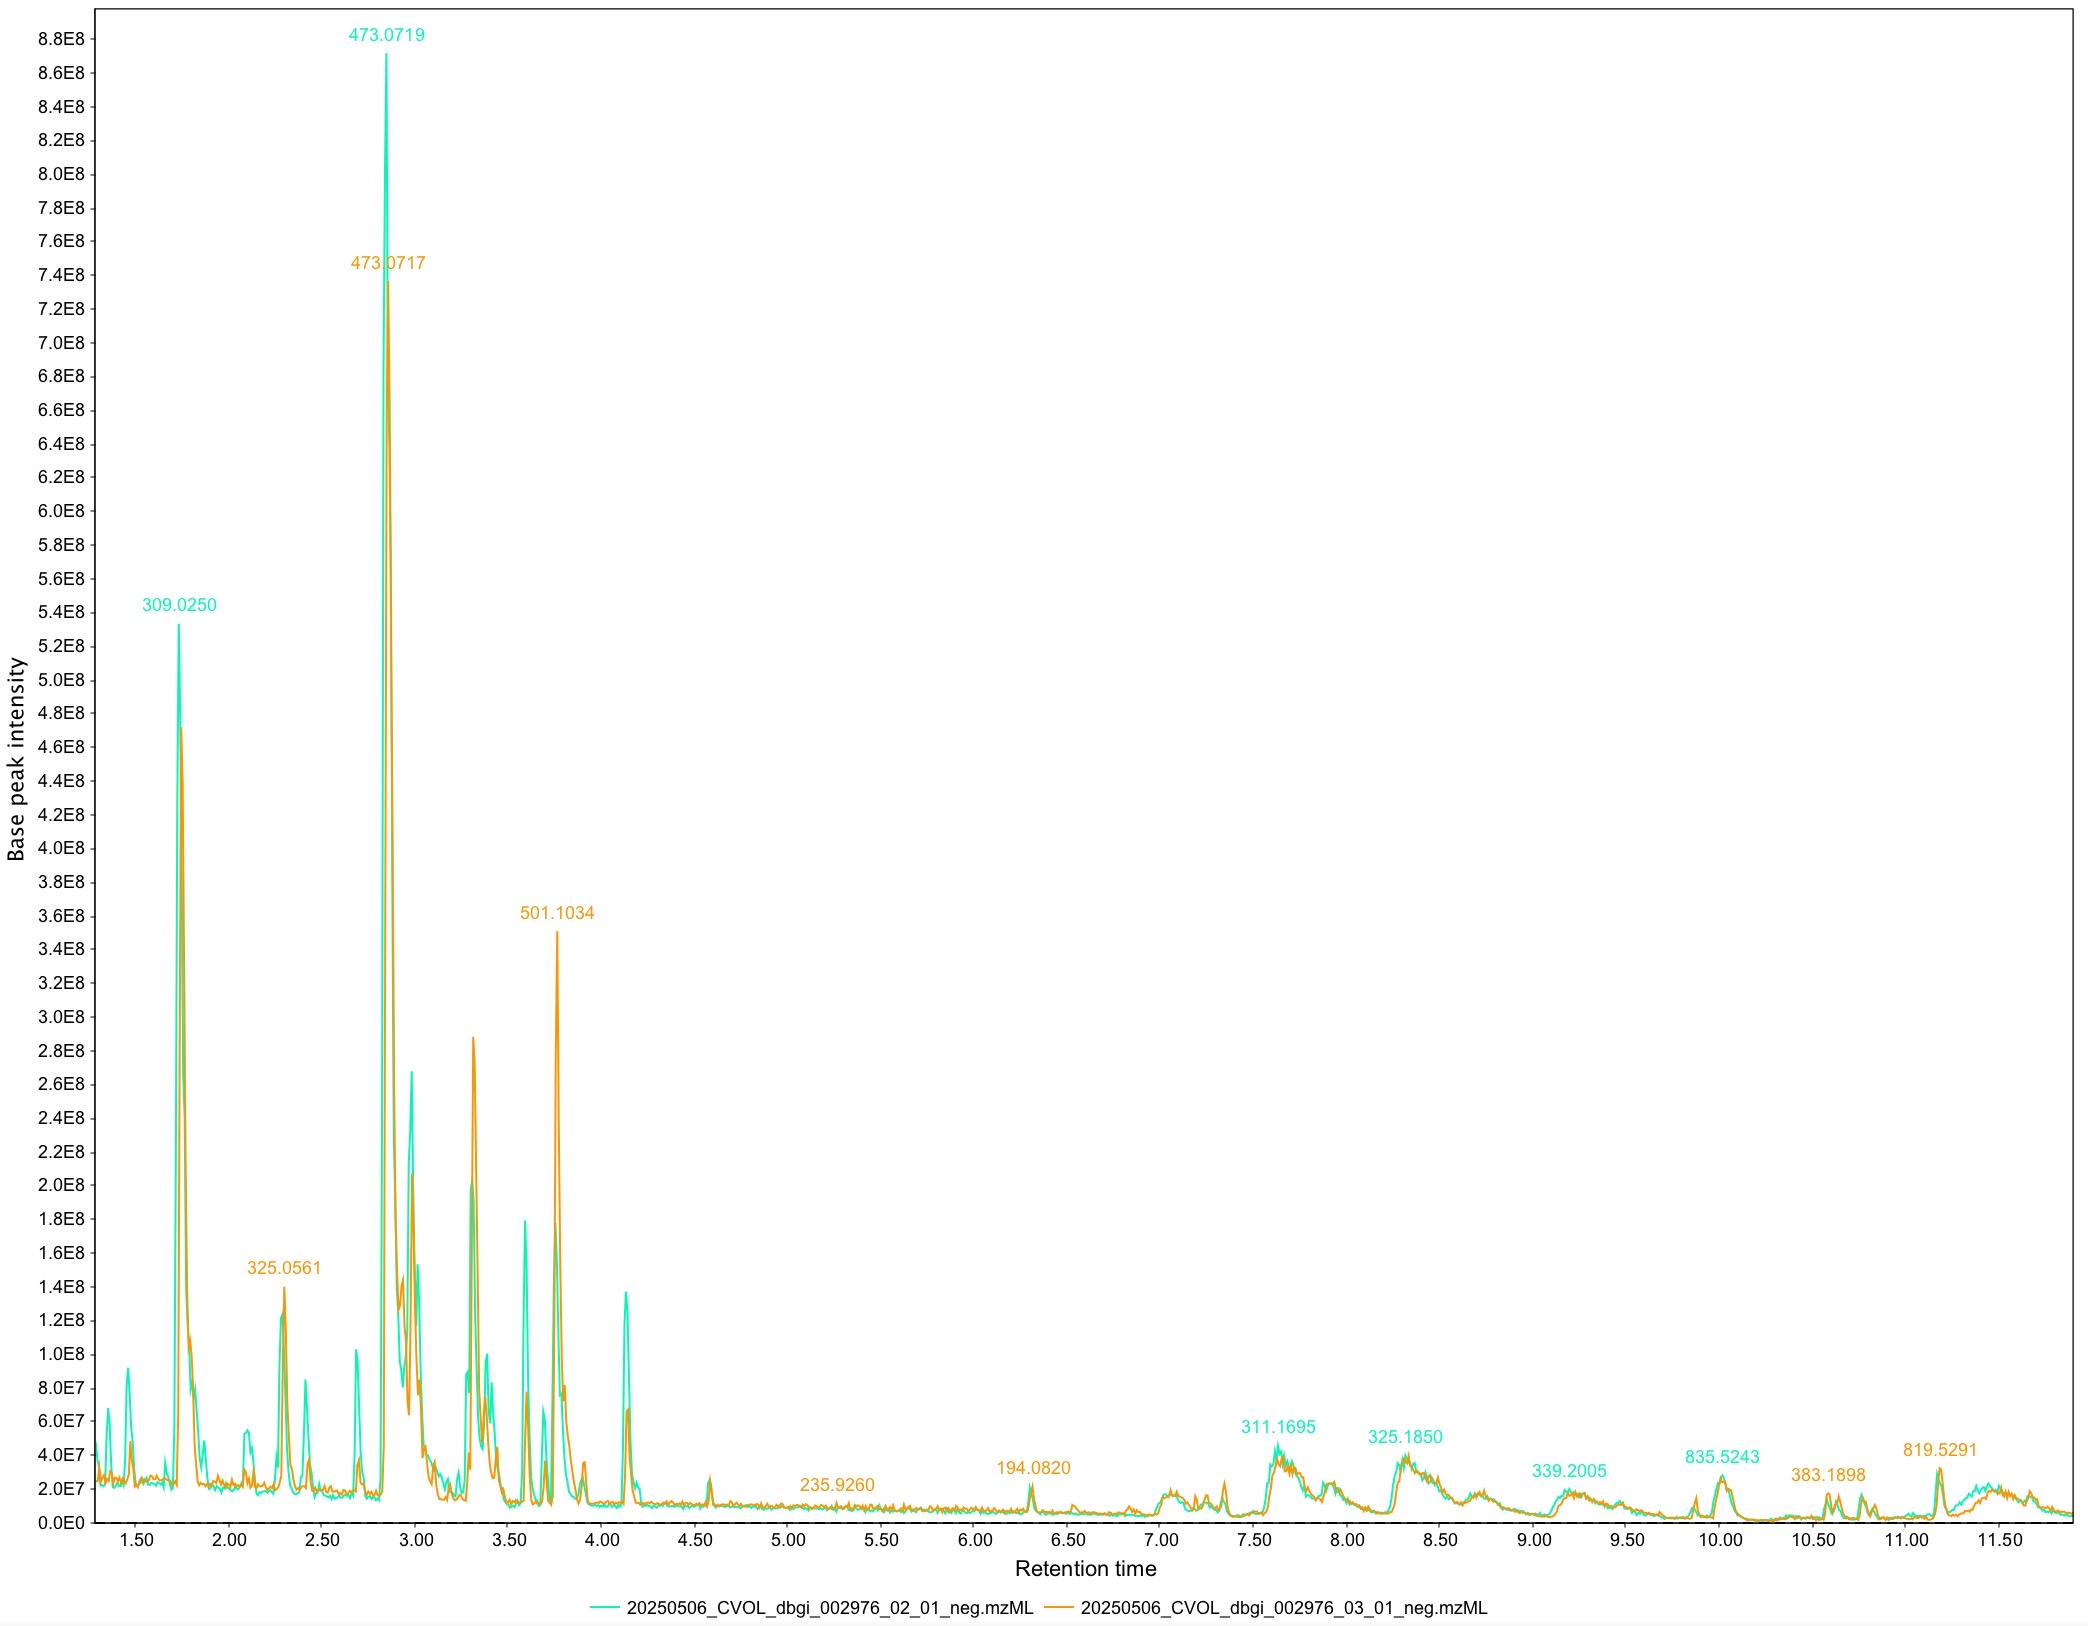 473.0719
8.8E8
8.6E8
8.4E8
8.2E8
8.0E8
7.8E8
7.6E8
473.0717
7.4E8
7.2E8
7.0E8
6.8E8
6.6E8
6.4E8
6.2E8
6.0E8
5.8E8
5.6E8
309.0250
5.4E8
5.2E8
5.0E8
4.8E8
4.6E8
4.4E8
4.2E8
4.0E8
3.8E8
501.1034
3.6E8
3.4E8
3.2E8
3.0E8
2.8E8
2.6E8
2.4E8
2.2E8
2.0E8
1.8E8
1.6E8
325.0561
1.4E8
1.2E8
1.0E8
8.0E7
6.0E7
4.0E7
2.0E7
0.0E0
Base peak intensity
311.1695
325.1850
819.5291
835.5243
194.0820
339.2005
383.1898
235.9260
1.50 2.00 2.50 3.00 3.50 4.00 4.50 5.00 5.50 6.00 6.50 7.00 7.50 8.00 8.50 9.00 9.50 10.00 10.50 11.00 11.50
Retention time
20250506_CVOL_dbgi_002976_02_01_neg.mzML 20250506_CVOL_dbgi_002976_03_01_neg.mzML